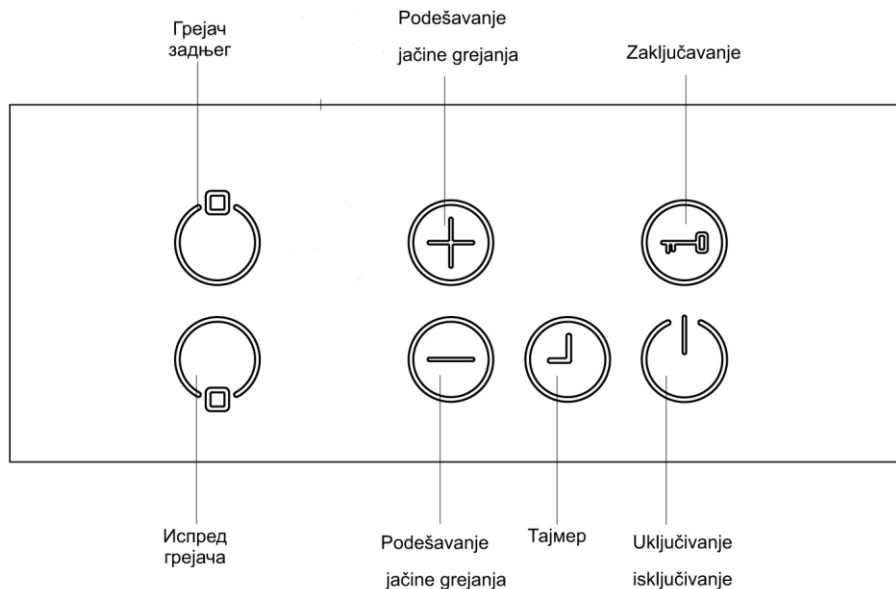 Грејач
задњег
Podešavanje
jačine grejanja
Zaključavanje
Испред
грејача
Podešavanje
jačine grejanja
Тајмер
Uključivanje
isključivanje